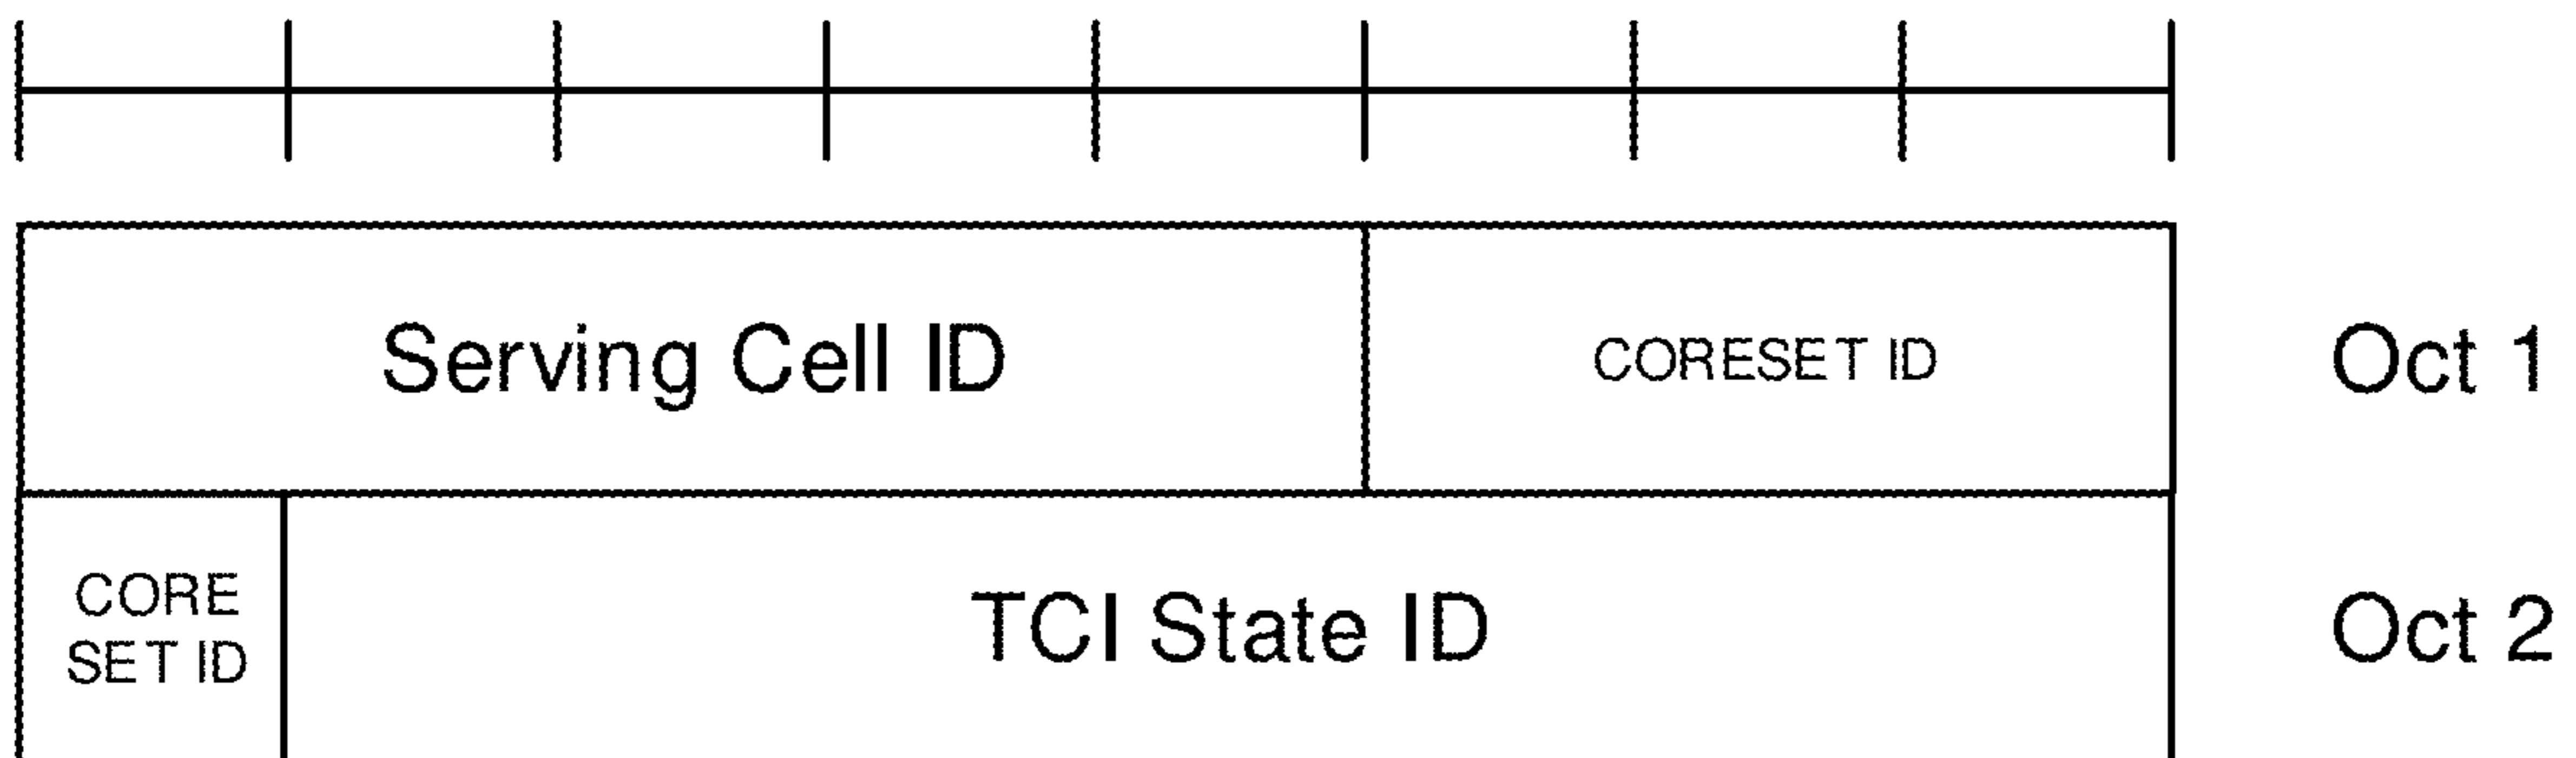 Serving Cell ID CORESET ID Oct 1
CORE
SET ID
TCI State ID Oct 2